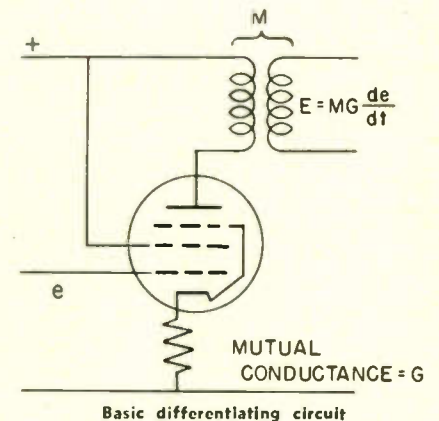 M
+
E = MG de/dt
e
MUTUAL
CONDUCTANCE = G
Basic differentiating circuit